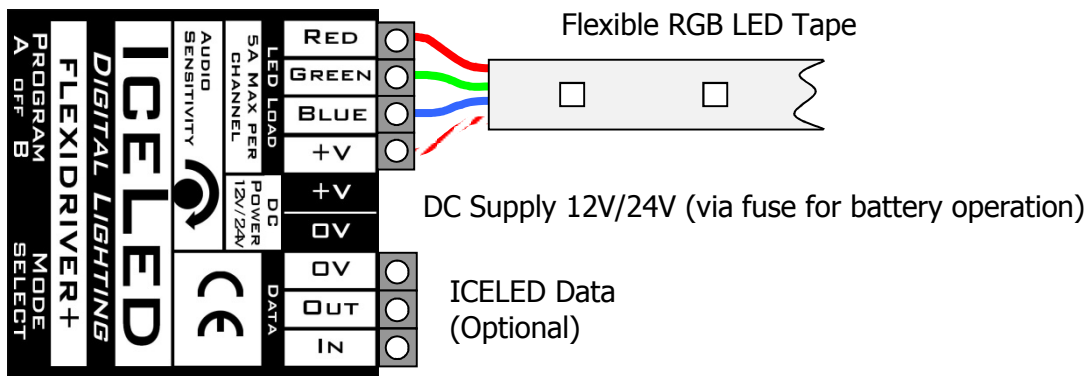 Flexible RGB LED Tape
RED
GREEN
BLUE
+V
+V
0V
0V
OUT
IN
LED LOAD
5A MAX PER
CHANNEL
DC
POWER
12V/24V
DATA
AUDIO
SENSITIVITY
CE
ICELED
DIGITAL LIGHTING
FLEXIDRIVER+
PROGRAM
A OFF B
MODE
SELECT
DC Supply 12V/24V (via fuse for battery operation)
ICELED Data
(Optional)